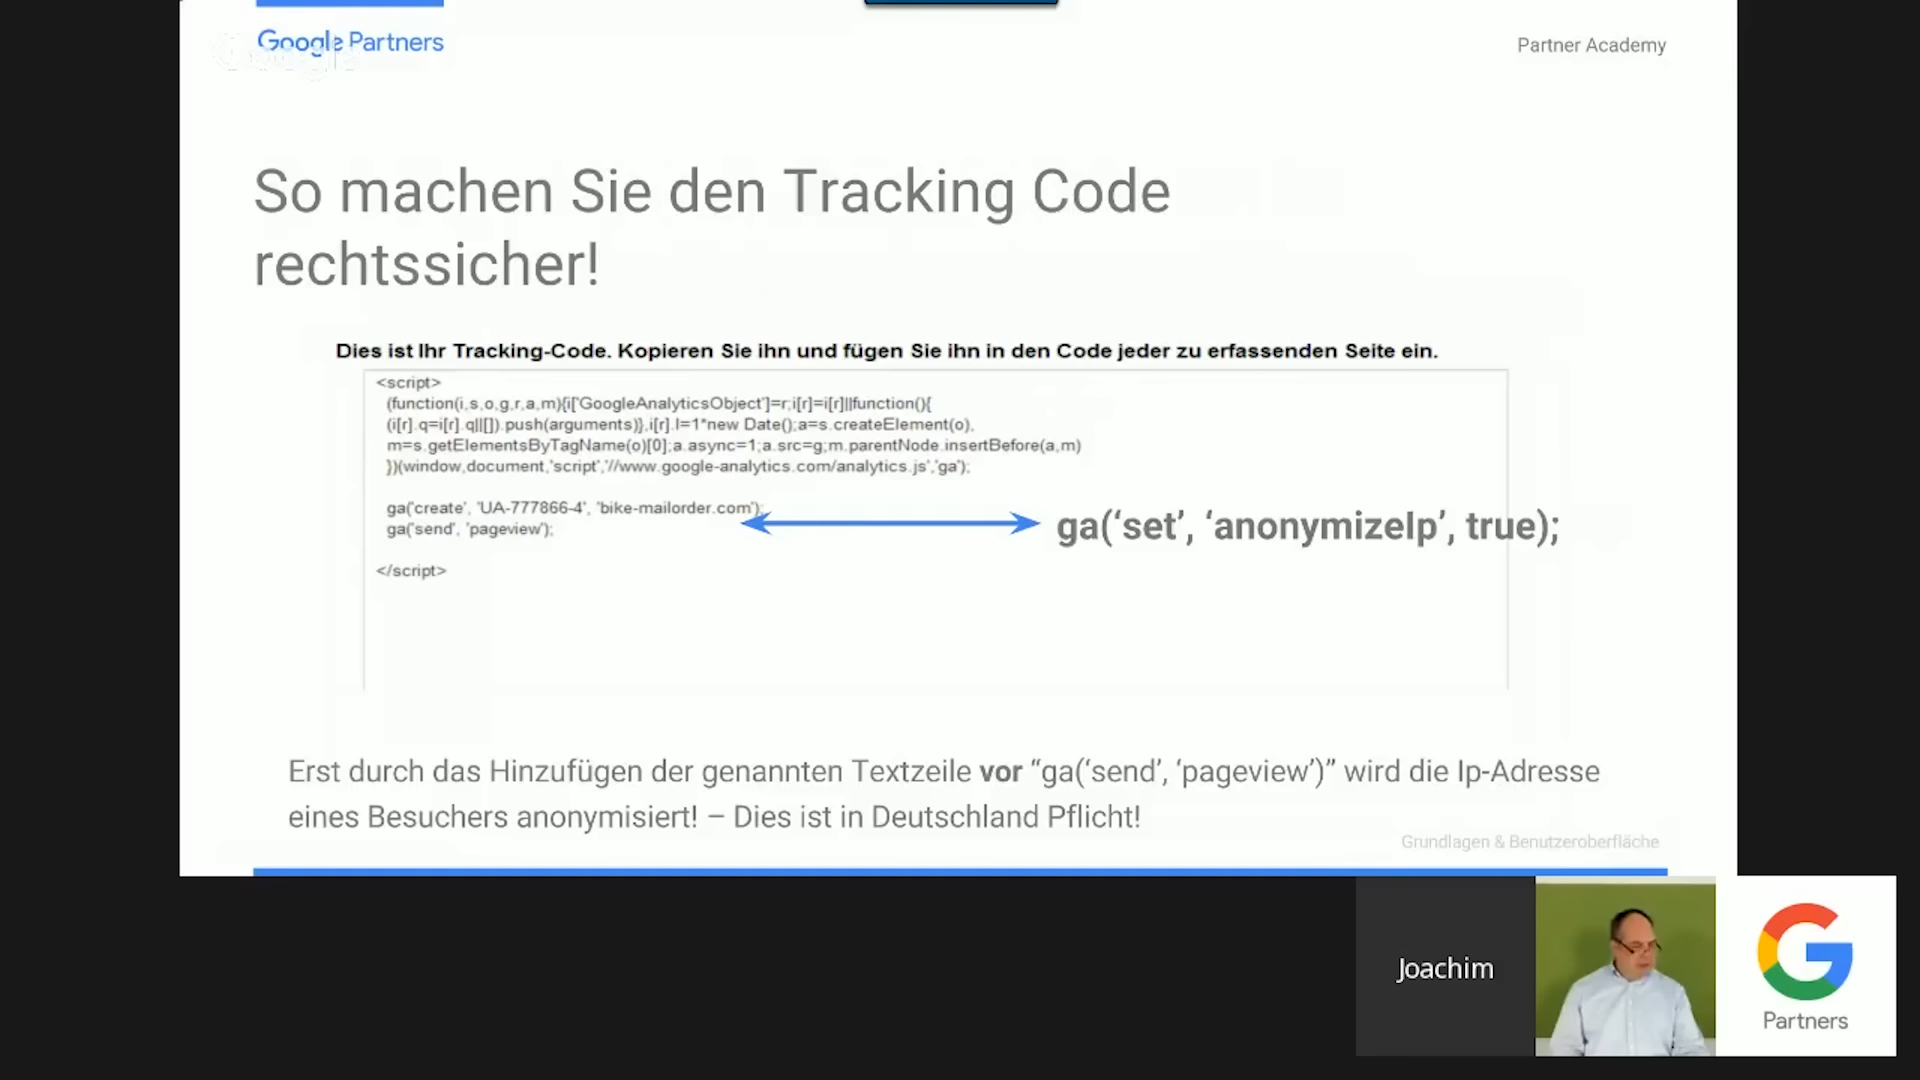 Google Partners
Partner Academy
So machen Sie den Tracking Code
rechtssicher!
Dies ist Ihr Tracking-Code. Kopieren Sie ihn und fügen Sie ihn in den Code jeder zu erfassenden Seite ein.
<script>
(function(i,s,o,g,r,a,m){i['GoogleAnalyticsObject']=r;i[r]=i[r]||function(){
(i[r].q=i[r].q||[]).push(arguments)},i[r].l=1*new Date();a=s.createElement(o),
m=s.getElementsByTagName(o)[0];a.async=1;a.src=g;m.parentNode.insertBefore(a,m)
})(window,document,'script','//www.google-analytics.com/analytics.js','ga');
ga('create', 'UA-777866-4', 'bike-mailorder.com');
ga('send', 'pageview');
ga(‘set’, ‘anonymizeIp’, true);
</script>
Erst durch das Hinzufügen der genannten Textzeile vor “ga(‘send’, ‘pageview’)” wird die Ip-Adresse
eines Besuchers anonymisiert! – Dies ist in Deutschland Pflicht!
Grundlagen & Benutzeroberfläche
Joachim
Partners